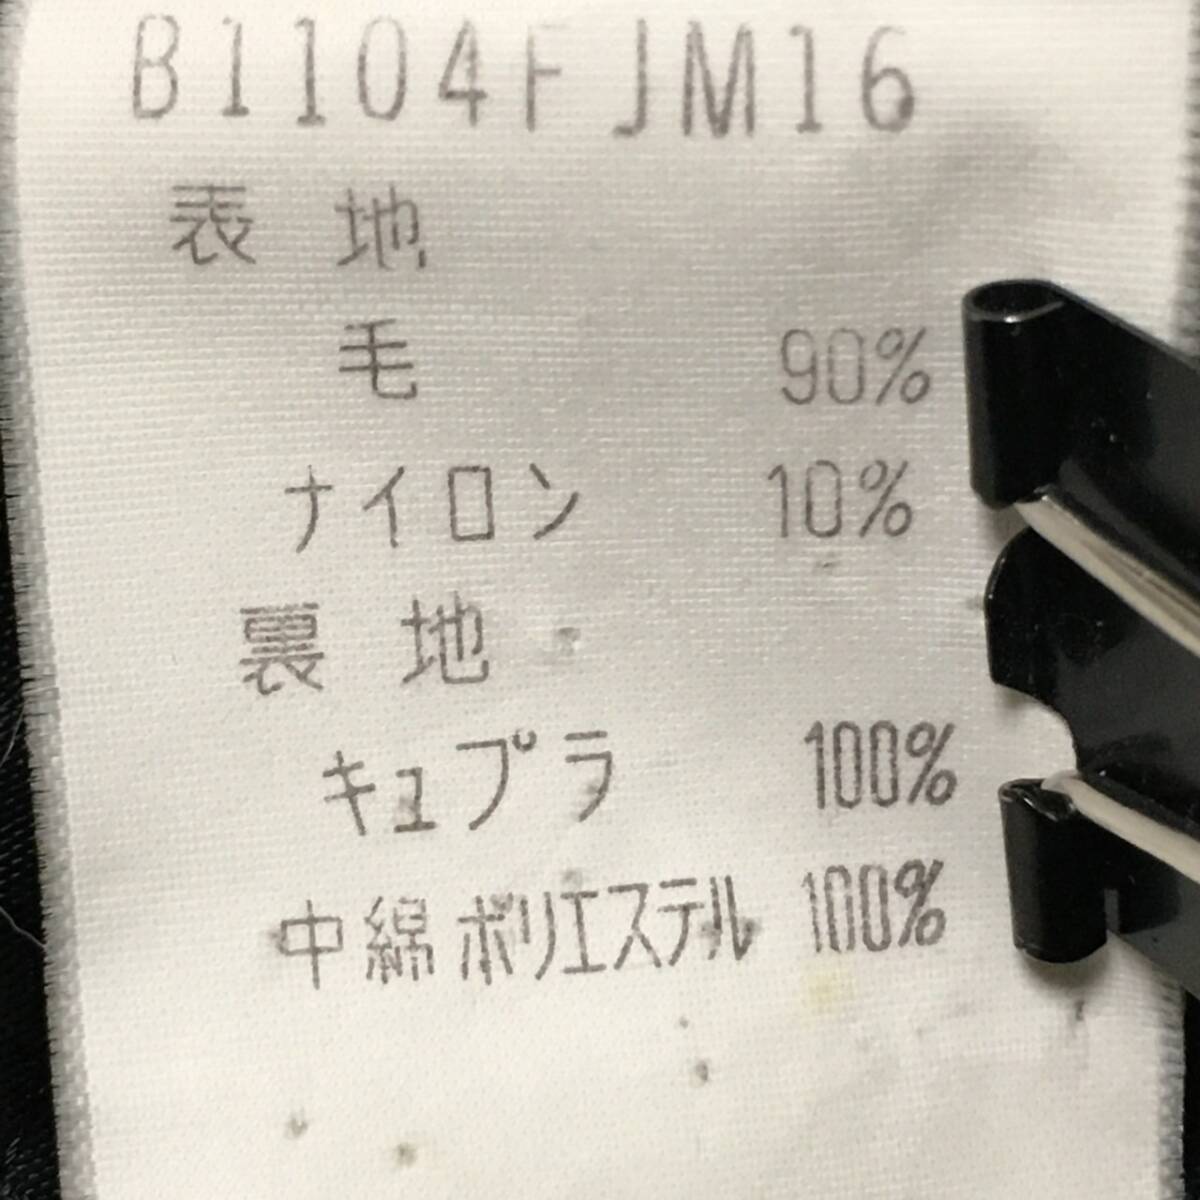 B1104FJM16
表地
毛 90%
ナイロン 10%
裏地
キュプラ 100%
中綿 ポリエステル 100%